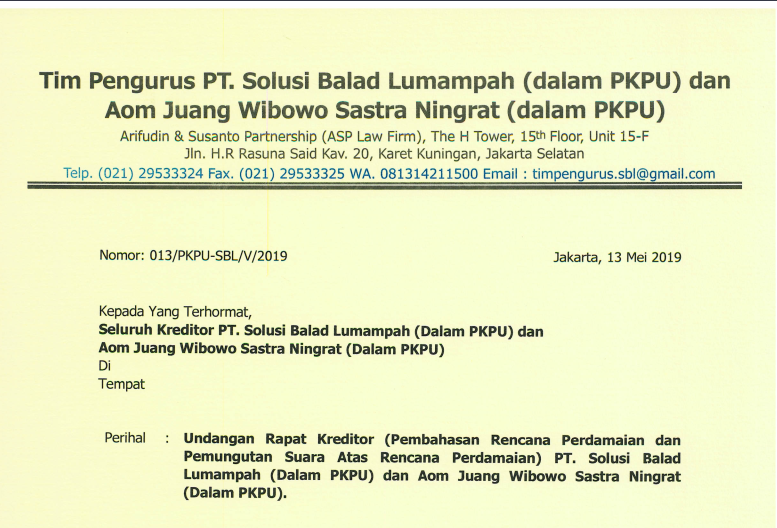 Tim Pengurus PT. Solusi Balad Lumampah (dalam PKPU) dan
Aom Juang Wibowo Sastra Ningrat (dalam PKPU)
Arifudin & Susanto Partnership (ASP Law Firm), The H Tower, 15th Floor, Unit 15-F
Jln. H.R Rasuna Said Kav. 20, Karet Kuningan, Jakarta Selatan
Telp. (021) 29533324 Fax. (021) 29533325 WA. 081314211500 Email : timpengurus.sbl@gmail.com
Nomor: 013/PKPU-SBL/V/2019 Jakarta, 13 Mei 2019
Kepada Yang Terhormat,
Seluruh Kreditor PT. Solusi Balad Lumampah (Dalam PKPU) dan
Aom Juang Wibowo Sastra Ningrat (Dalam PKPU)
Di
Tempat
Perihal : Undangan Rapat Kreditor (Pembahasan Rencana Perdamaian dan
Pemungutan Suara Atas Rencana Perdamaian) PT. Solusi Balad
Lumampah (Dalam PKPU) dan Aom Juang Wibowo Sastra Ningrat
(Dalam PKPU).